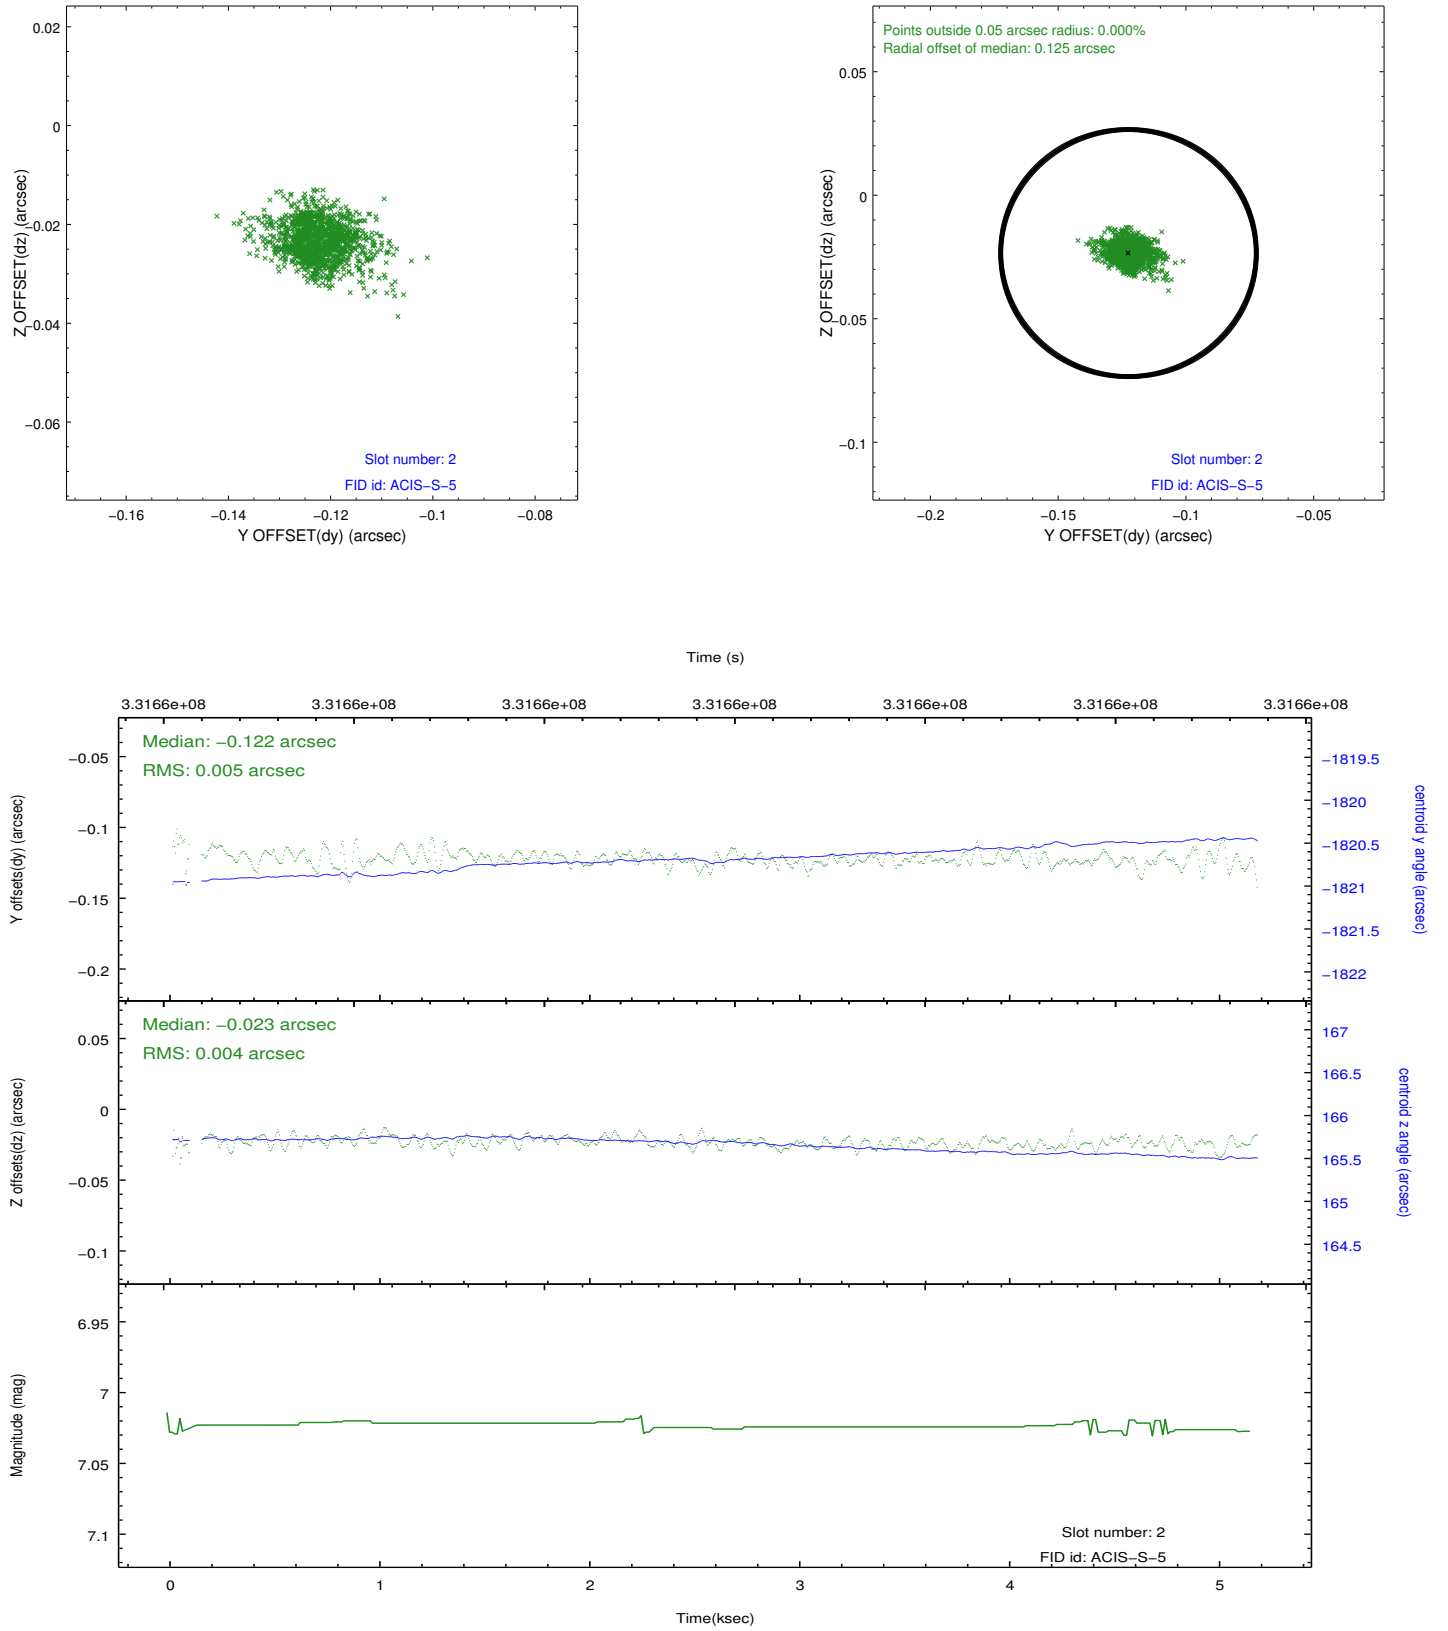 0.02
0
−0.02
−0.04
−0.06
Z OFFSET(dz) (arcsec)
Slot number: 2
FID id: ACIS−S−5
−0.16 −0.14 −0.12 −0.1 −0.08
Y OFFSET(dy) (arcsec)
Points outside 0.05 arcsec radius: 0.000%
Radial offset of median: 0.125 arcsec
0.05
0
−0.05
−0.1
Z OFFSET(dz) (arcsec)
Slot number: 2
FID id: ACIS−S−5
−0.2 −0.15 −0.1 −0.05
Y OFFSET(dy) (arcsec)
Time (s)
3.3166e+08 3.3166e+08 3.3166e+08 3.3166e+08 3.3166e+08 3.3166e+08 3.3166e+08
Median: −0.122 arcsec
RMS: 0.005 arcsec
−0.05
−0.1
−0.15
−0.2
Y offsets(dy) (arcsec)
−1819.5
−1820
−1820.5
−1821
−1821.5
−1822
centroid y angle (arcsec)
Median: −0.023 arcsec
RMS: 0.004 arcsec
0.05
0
−0.05
−0.1
Z offsets(dz) (arcsec)
167
166.5
166
165.5
165
164.5
centroid z angle (arcsec)
6.95
7
7.05
7.1
Magnitude (mag)
Slot number: 2
FID id: ACIS−S−5
0 1 2 3 4 5
Time(ksec)